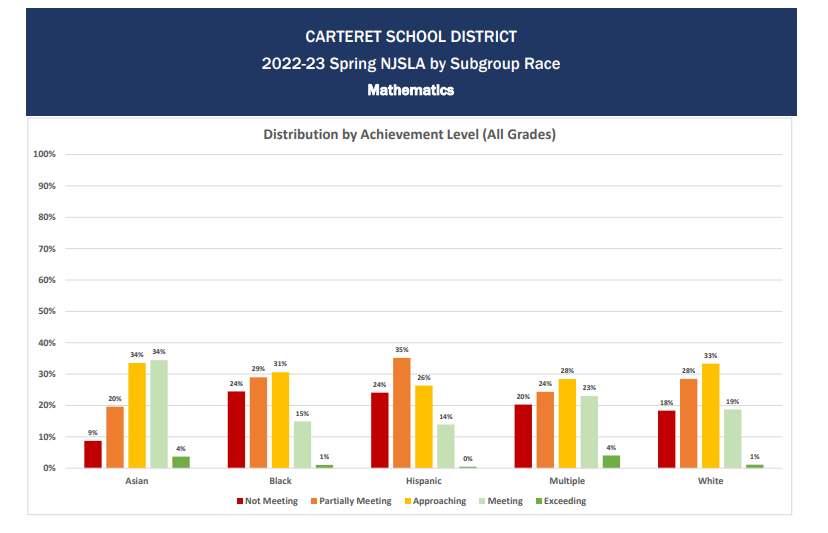 CARTERET SCHOOL DISTRICT
2022-23 Spring NJSLA by Subgroup Race
Mathematics
Distribution by Achievement Level (All Grades)
100%
90%
80%
70%
60%
50%
40%
30%
20%
10%
0%
9% 20% 34% 34% 4%
24% 29% 31% 15% 1%
24% 35% 26% 14% 0%
20% 24% 28% 23% 4%
18% 28% 33% 19% 1%
Asian Black Hispanic Multiple White
Not Meeting Partially Meeting Approaching Meeting Exceeding